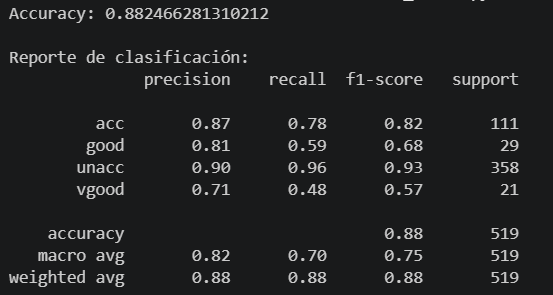 Accuracy: 0.882466281310212
Reporte de clasificación:
precision recall f1-score support
acc 0.87 0.78 0.82 111
good 0.81 0.59 0.68 29
unacc 0.90 0.96 0.93 358
vgood 0.71 0.48 0.57 21
accuracy 0.88 519
macro avg 0.82 0.70 0.75 519
weighted avg 0.88 0.88 0.88 519